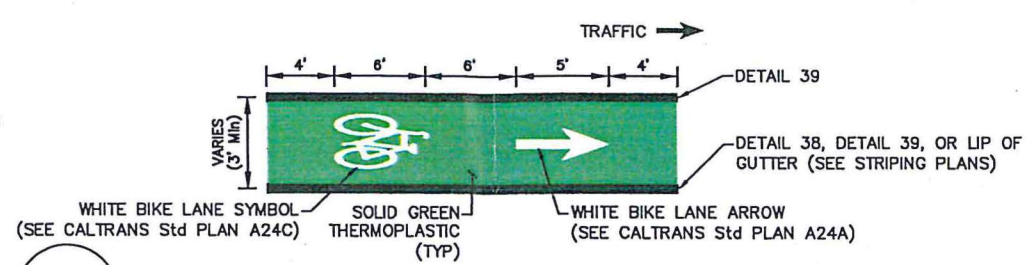 TRAFFIC
4' 6' 6' 5' 4'
DETAIL 39
VARIES
(3' Min)
DETAIL 38, DETAIL 39, OR LIP OF
GUTTER (SEE STRIPING PLANS)
WHITE BIKE LANE SYMBOL
(SEE CALTRANS Std PLAN A24C)
SOLID GREEN
THERMOPLASTIC
(TYP)
WHITE BIKE LANE ARROW
(SEE CALTRANS Std PLAN A24A)